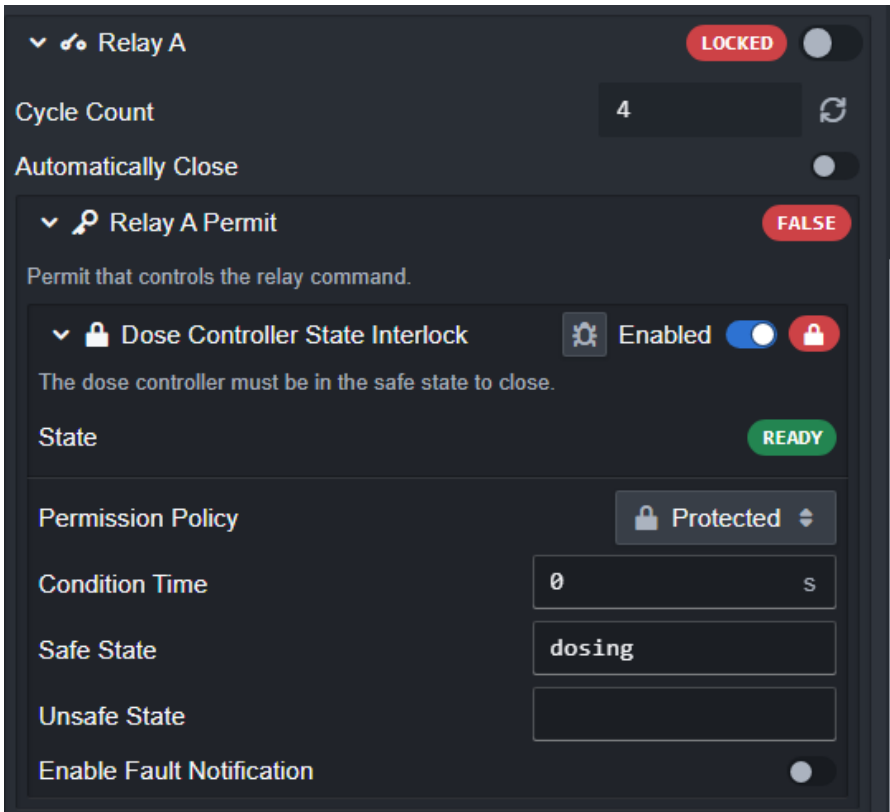 Relay A LOCKED
Cycle Count 4
Automatically Close
Relay A Permit FALSE
Permit that controls the relay command.
Dose Controller State Interlock Enabled
The dose controller must be in the safe state to close.
State READY
Permission Policy Protected
Condition Time 0 s
Safe State dosing
Unsafe State
Enable Fault Notification